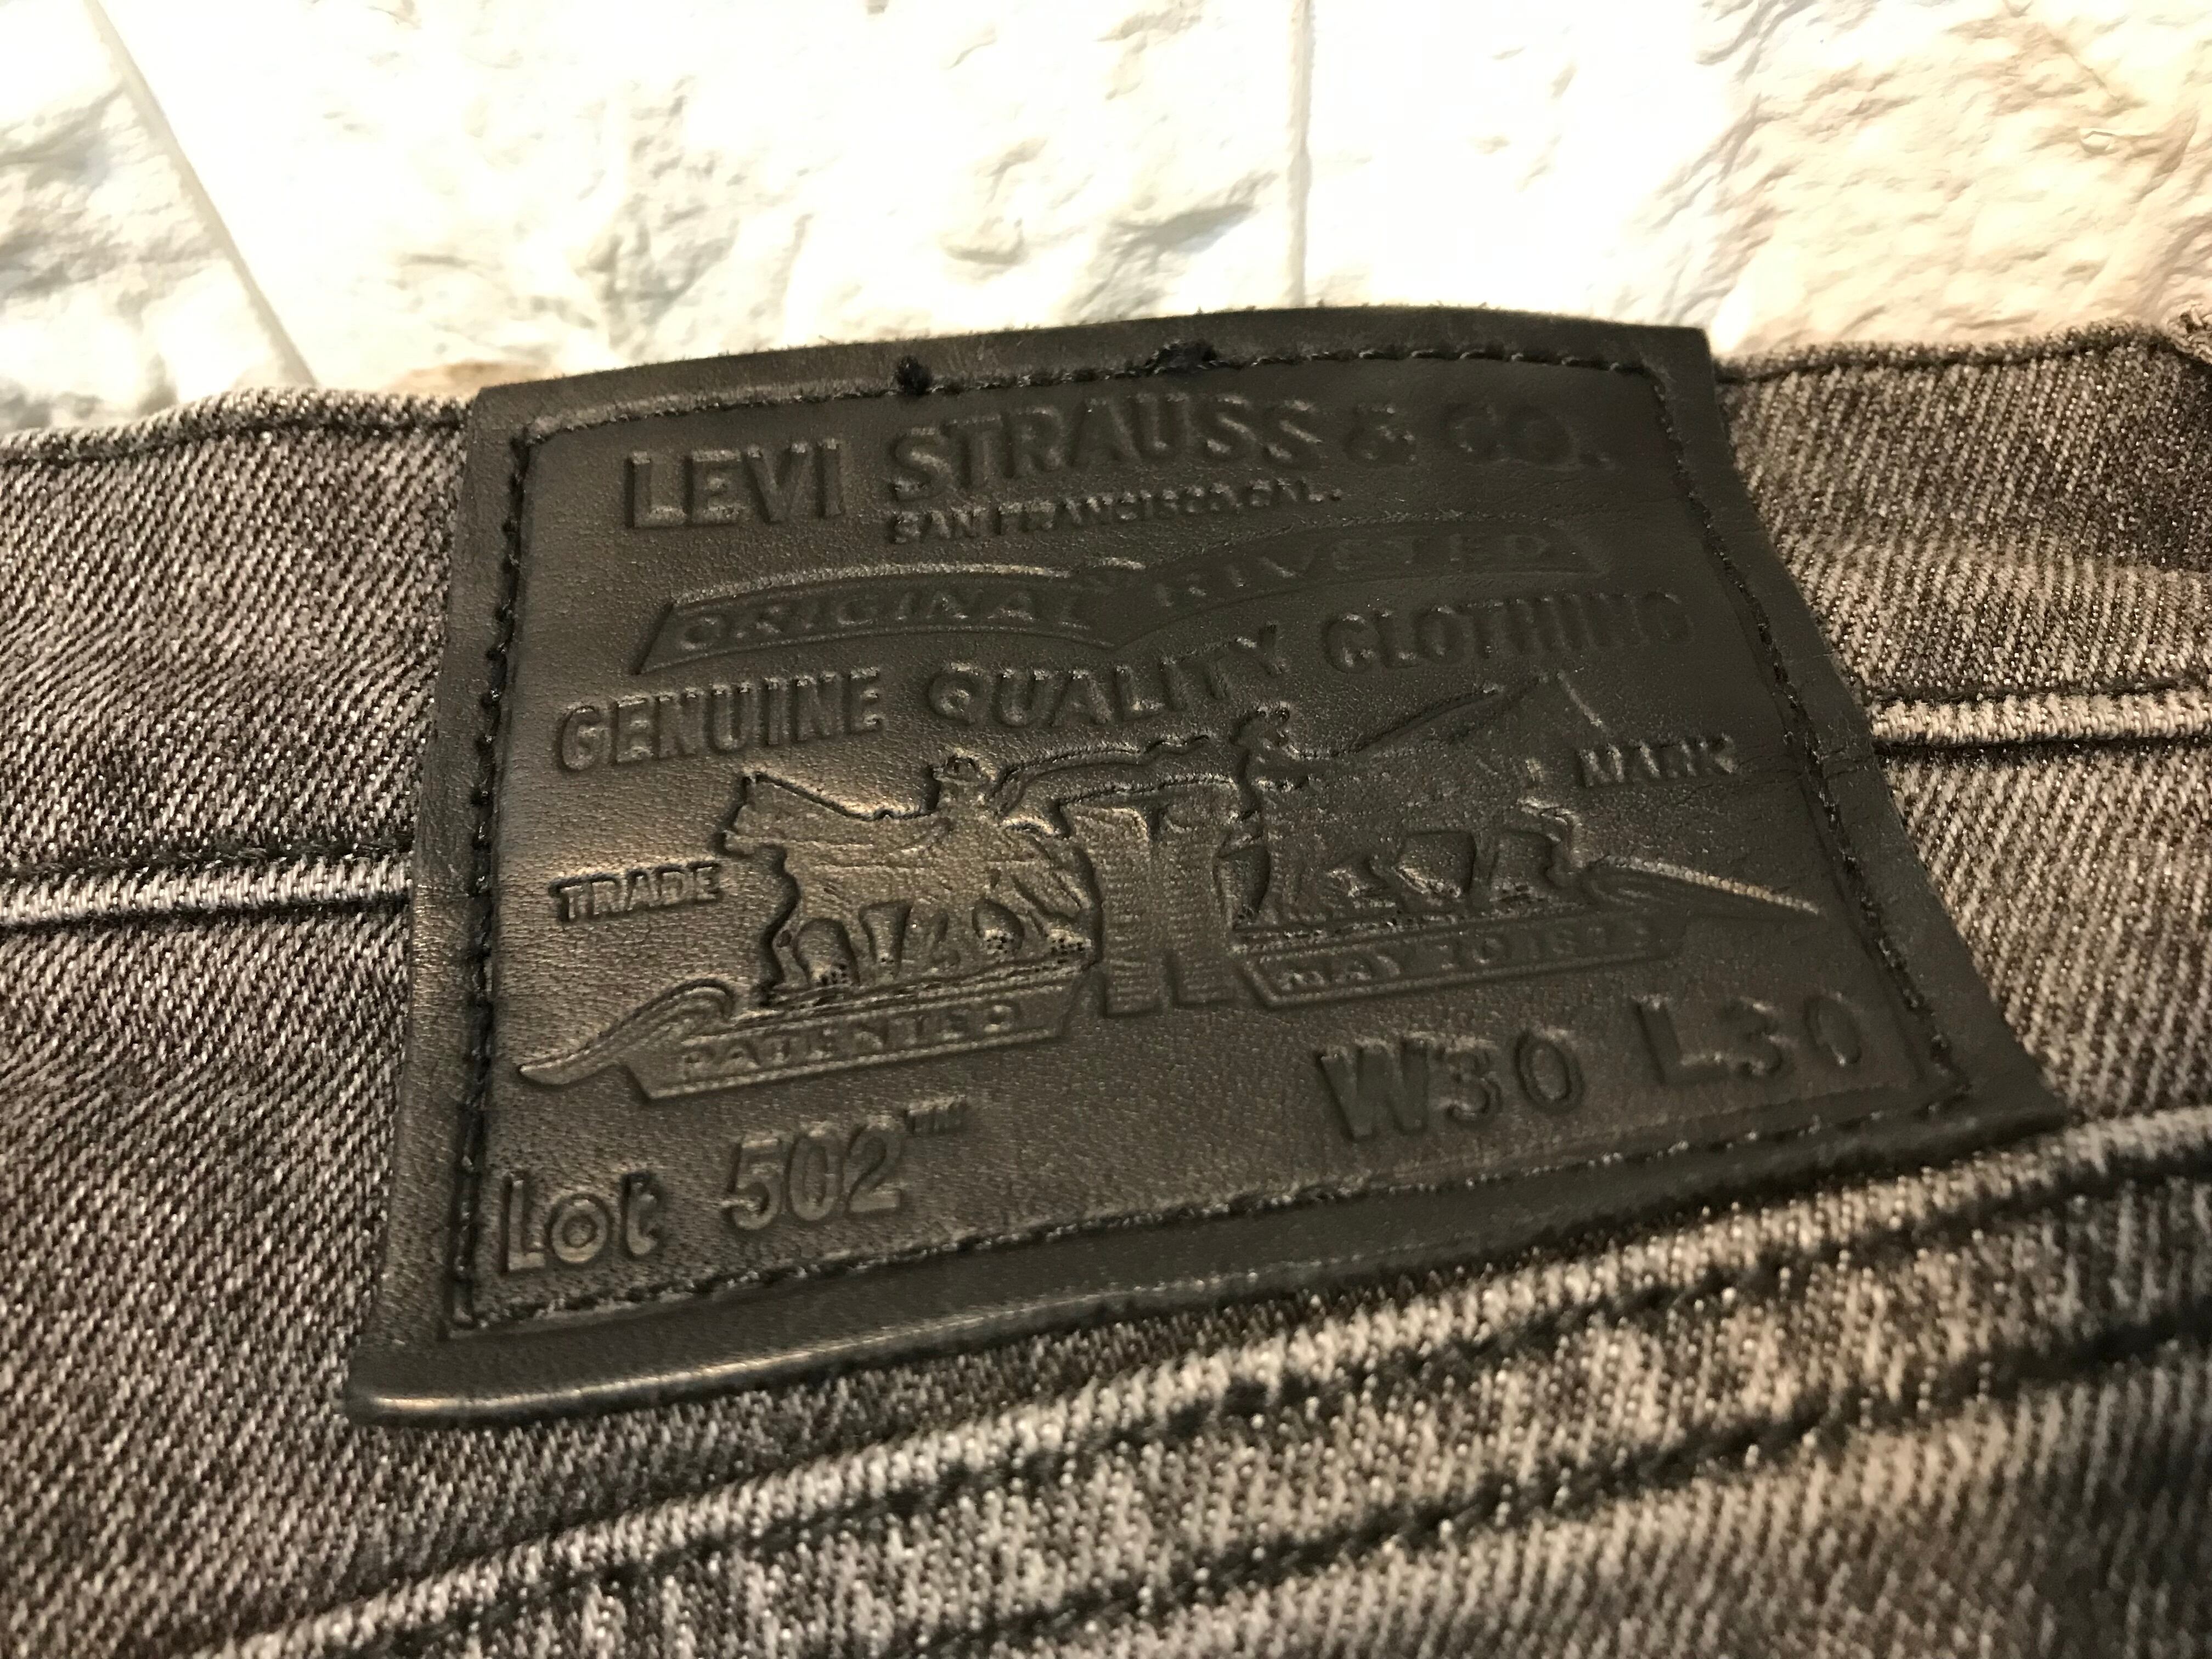 LEVI STRAUSS & CO.
SAN FRANCISCO, CAL.
ORIGINAL RIVETED
GENUINE QUALITY CLOTHING
TRADE MARK
PATENTED MAY 20 1873
Lot 502™ W30 L30